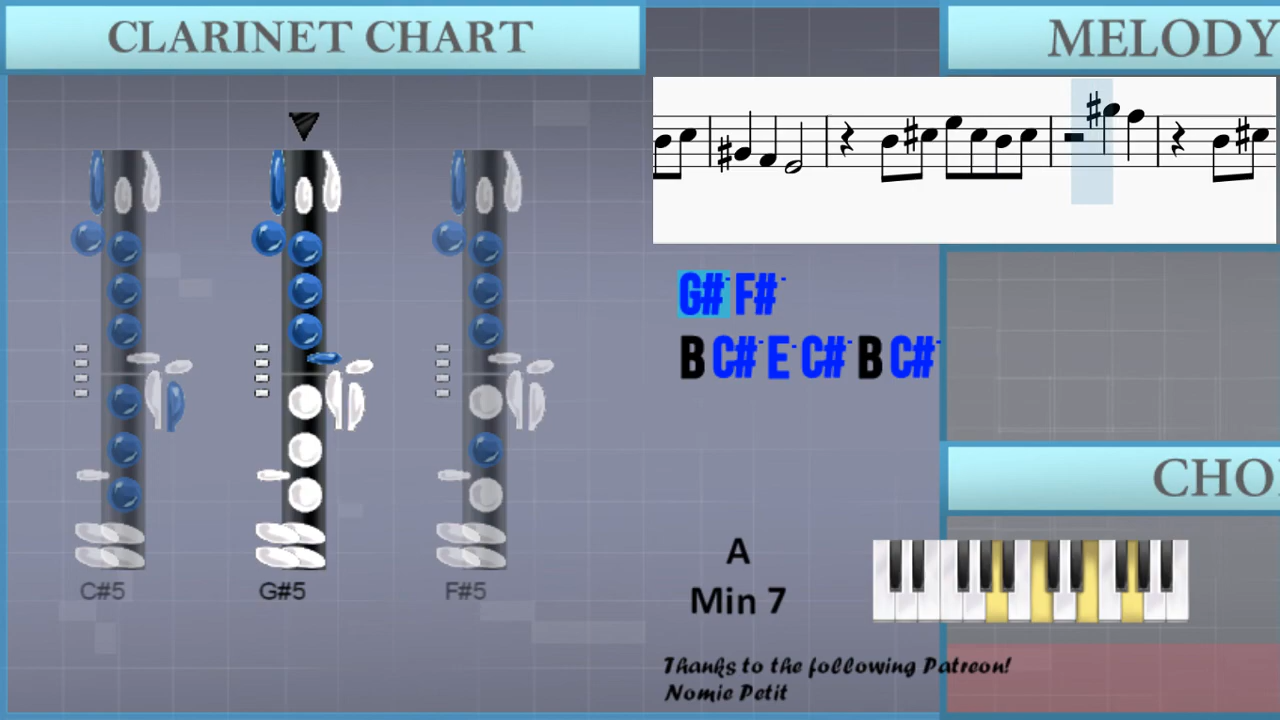 CLARINET CHART
MELODY
G#- F#-
B C#- E- C#- B C#-
C#5
G#5
F#5
CHO
A
Min 7
Thanks to the following Patreon!
Nomie Petit